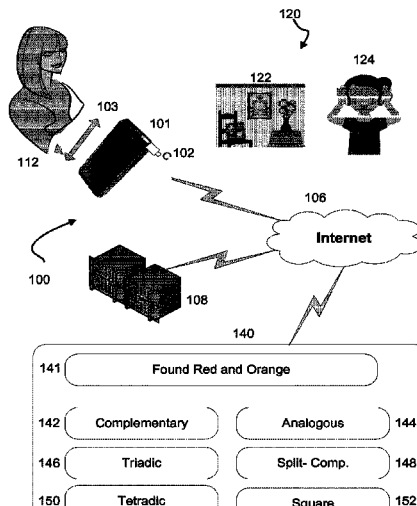 120
124
122
103
101
102
112
106
Internet
100
108
140
141 Found Red and Orange
142 Complementary Analogous 144
146 Triadic Split- Comp. 148
150 Tetradic Square 152